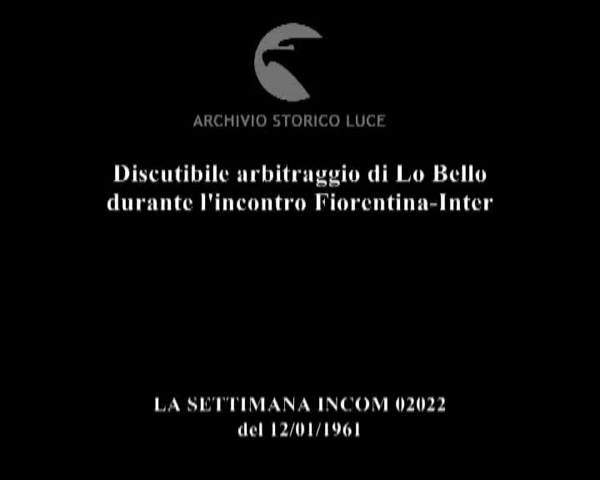 ARCHIVIO STORICO LUCE
Discutibile arbitraggio di Lo Bello
durante l'incontro Fiorentina-Inter
LA SETTIMANA INCOM 02022
del 12/01/1961